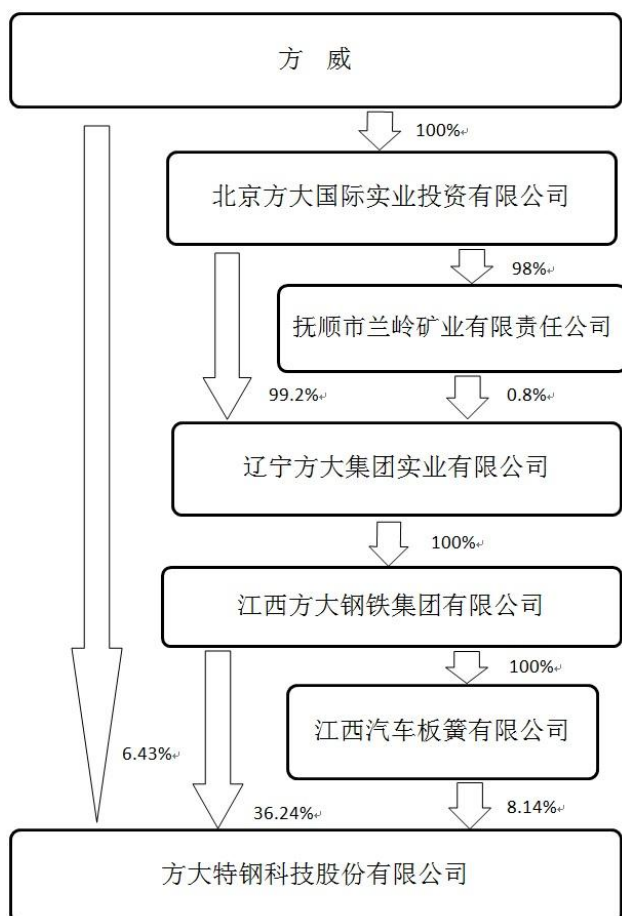 方 威
100%
北京方大国际实业投资有限公司
98%
抚顺市兰岭矿业有限责任公司
99.2%
0.8%
辽宁方大集团实业有限公司
100%
江西方大钢铁集团有限公司
100%
江西汽车板簧有限公司
6.43%
36.24%
8.14%
方大特钢科技股份有限公司